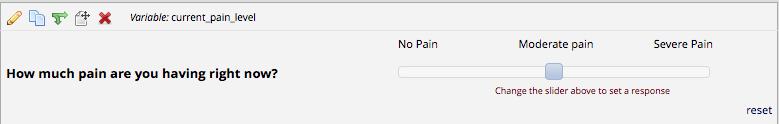 Variable: current_pain_level
No Pain Moderate pain Severe Pain
How much pain are you having right now?
Change the slider above to set a response
reset